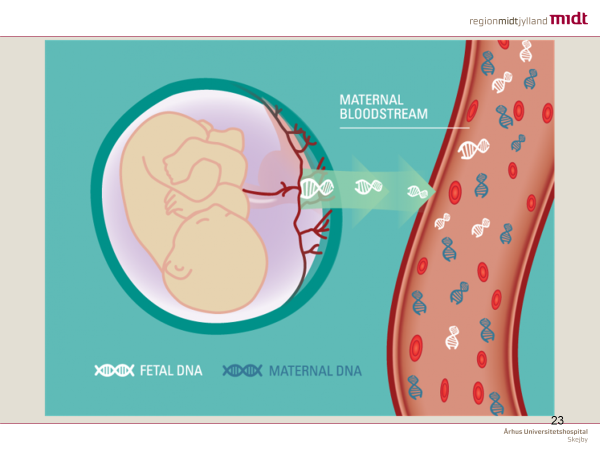 regionmidtjylland midt
MATERNAL
BLOODSTREAM
FETAL DNA
MATERNAL DNA
23
Århus Universitetshospital
Skejby